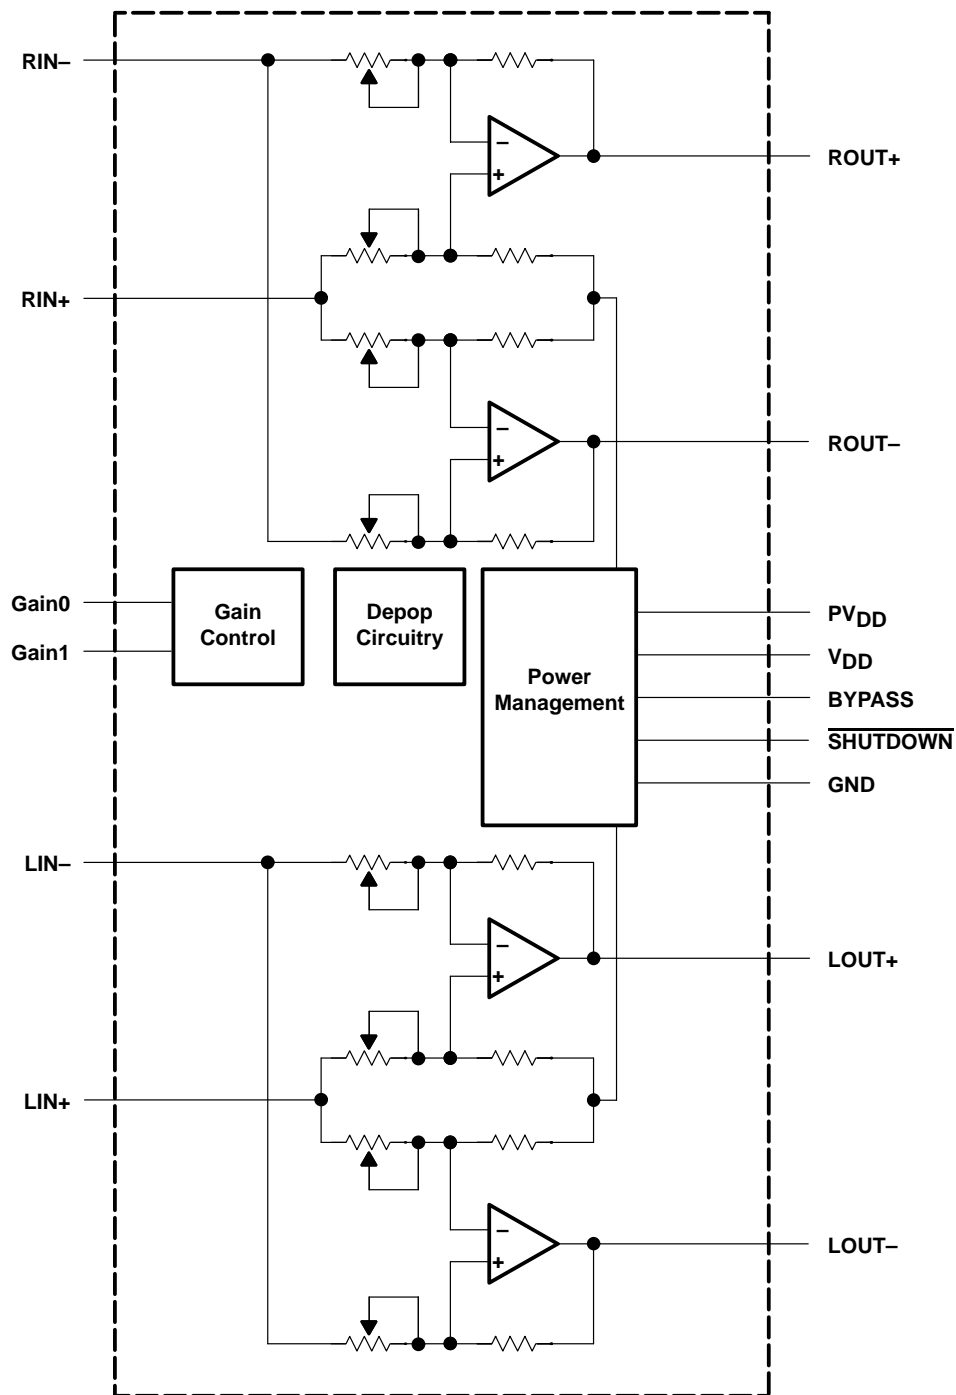 RIN–
ROUT+
RIN+
ROUT–
Gain0
Gain1
Gain
Control
Depop
Circuitry
Power
Management
PVDD
VDD
BYPASS
SHUTDOWN
GND
LIN–
LOUT+
LIN+
LOUT–
–
+
–
+
–
+
–
+